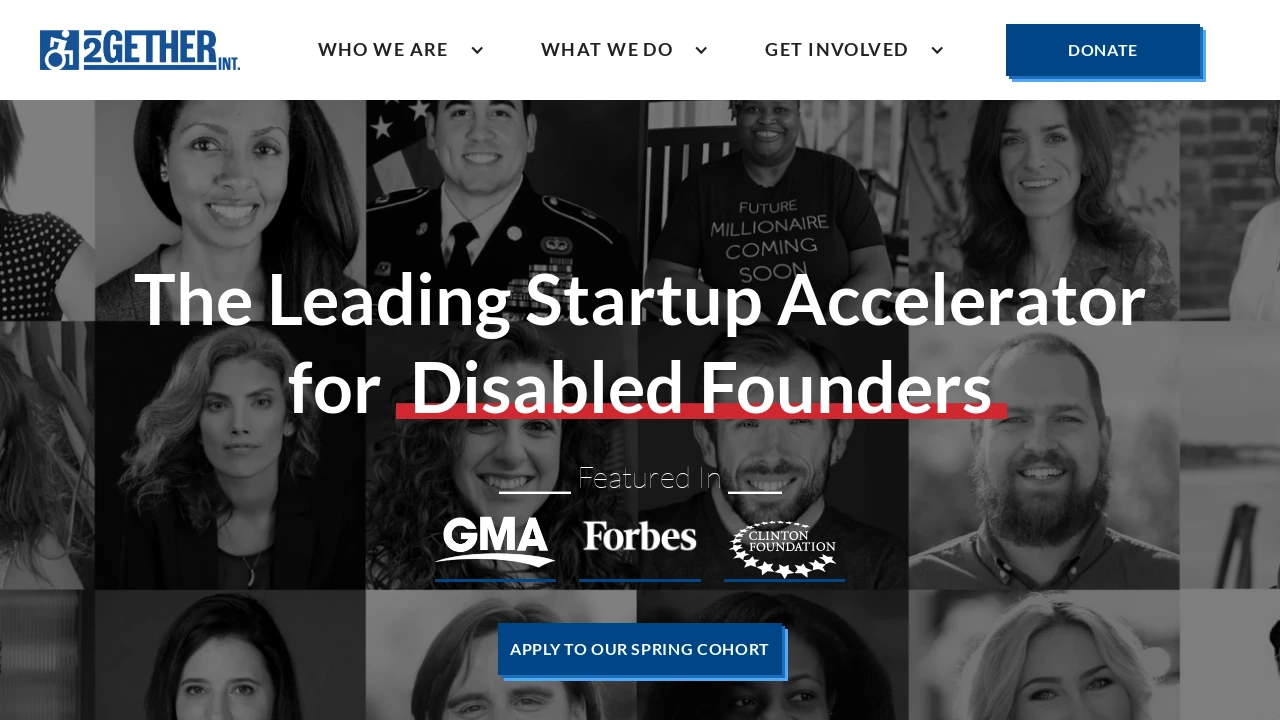 2GETHER INT.
WHO WE ARE
WHAT WE DO
GET INVOLVED
DONATE
FUTURE
MILLIONAIRE
COMING
SOON
The Leading Startup Accelerator
for Disabled Founders
Featured In
GMA
Forbes
CLINTON
FOUNDATION
APPLY TO OUR SPRING COHORT